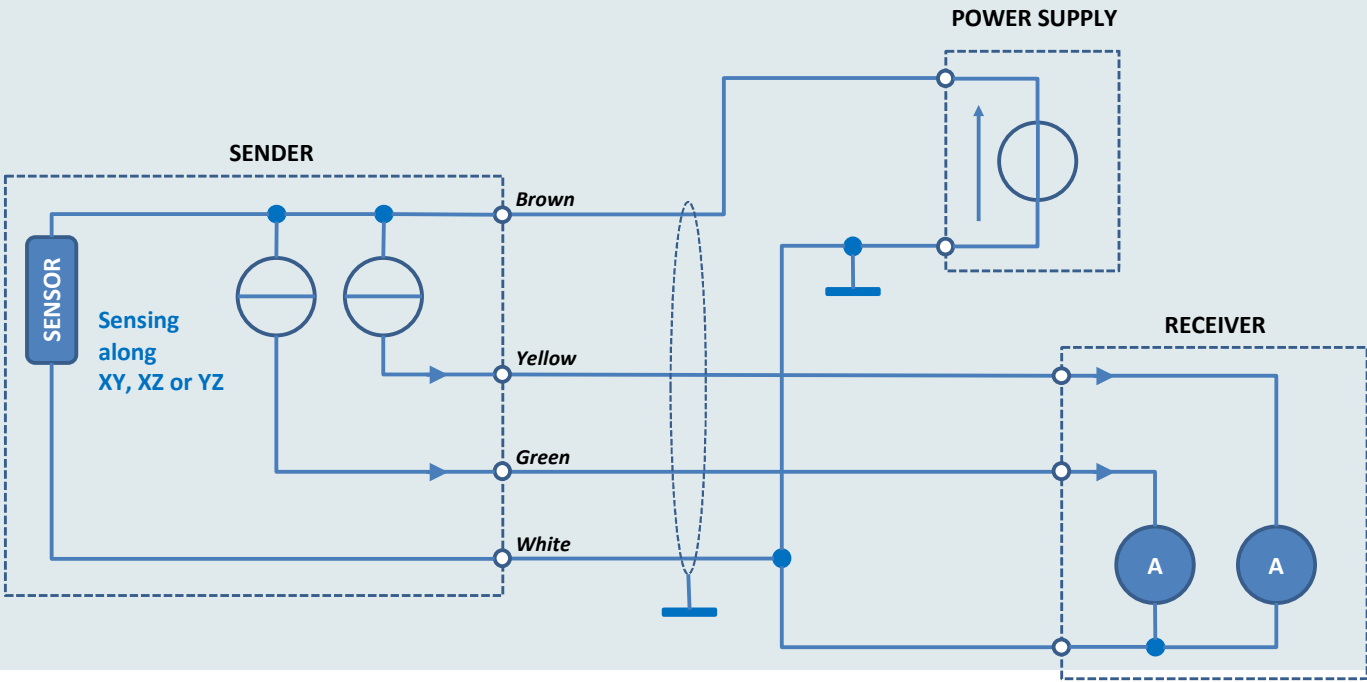 POWER SUPPLY
SENDER
Brown
SENSOR
Sensing
along
XY, XZ or YZ
RECEIVER
Yellow
Green
White
A
A